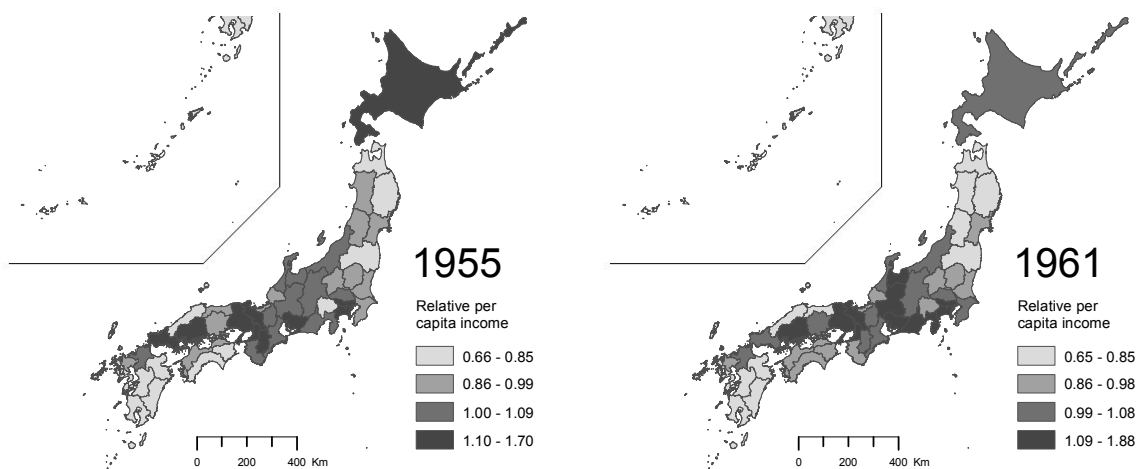 1955
Relative per
capita income
0.66 - 0.85
0.86 - 0.99
1.00 - 1.09
1.10 - 1.70
0 200 400 Km
1961
Relative per
capita income
0.65 - 0.85
0.86 - 0.98
0.99 - 1.08
1.09 - 1.88
0 200 400 Km